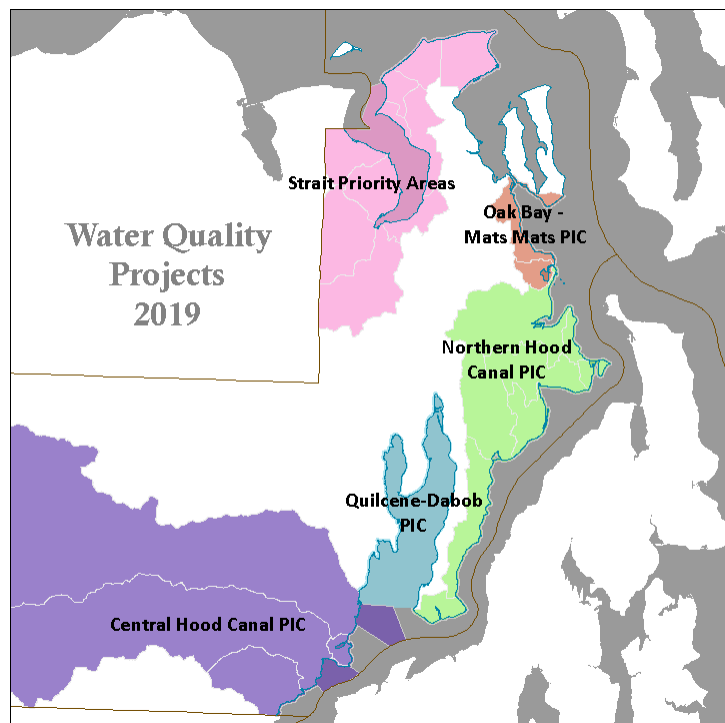 Strait Priority Areas
Oak Bay -
Mats Mats PIC
Water Quality
Projects
2019
Northern Hood
Canal PIC
Quilcene-Dabob
PIC
Central Hood Canal PIC